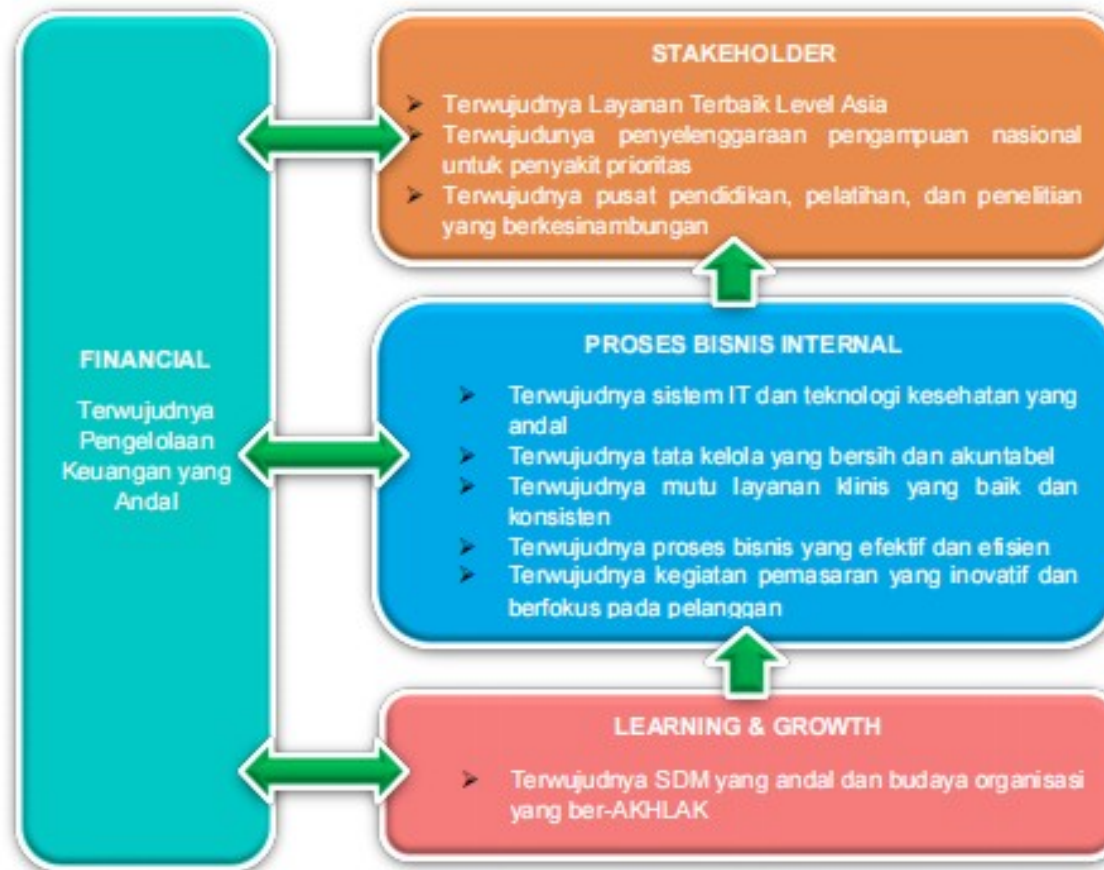 STAKEHOLDER
➢ Terwujudnya Layanan Terbaik Level Asia
➢ Terwujudunya penyelenggaraan pengampuan nasional
untuk penyakit prioritas
➢ Terwujudnya pusat pendidikan, pelatihan, dan penelitian
yang berkesinambungan
FINANCIAL
Terwujudnya
Pengelolaan
Keuangan yang
Andal
PROSES BISNIS INTERNAL
➢ Terwujudnya sistem IT dan teknologi kesehatan yang
andal
➢ Terwujudnya tata kelola yang bersih dan akuntabel
➢ Terwujudnya mutu layanan klinis yang baik dan
konsisten
➢ Terwujudnya proses bisnis yang efektif dan efisien
➢ Terwujudnya kegiatan pemasaran yang inovatif dan
berfokus pada pelanggan
LEARNING & GROWTH
➢ Terwujudnya SDM yang andal dan budaya organisasi
yang ber-AKHLAK